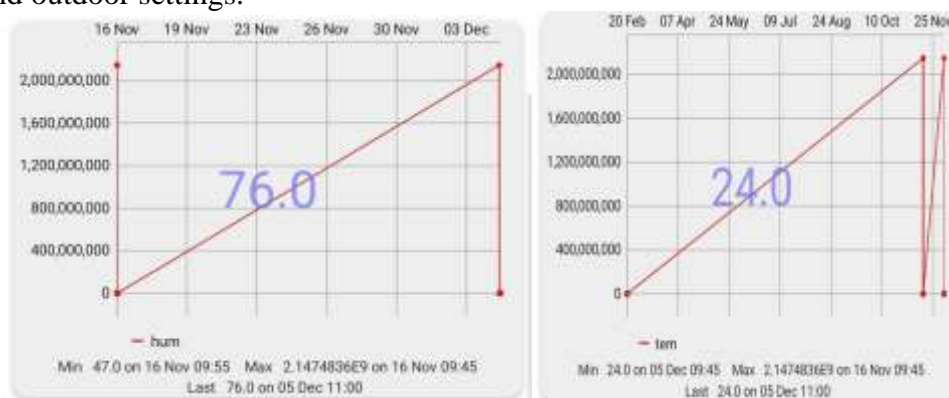 nd outdoor settings.
16 Nov 19 Nov 23 Nov 26 Nov 30 Nov 03 Dec
2,000,000,000
1,600,000,000
1,200,000,000
800,000,000
400,000,000
0
76.0
hum
Min 47.0 on 16 Nov 09:55 Max 2.1474836E9 on 16 Nov 09:45
Last 76.0 on 05 Dec 11:00
20 Feb 07 Apr 24 May 09 Jul 24 Aug 10 Oct 25 Nov
2,000,000,000
1,600,000,000
1,200,000,000
800,000,000
400,000,000
0
24.0
tem
Min 24.0 on 05 Dec 09:45 Max 2.1474836E9 on 16 Nov 09:45
Last 24.0 on 05 Dec 11:00